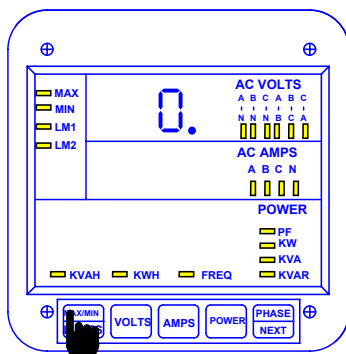 AC VOLTS
A B C A B C
N N N B C A
0.
MAX
MIN
LM1
LM2
AC AMPS
A B C N
POWER
PF
KW
KVA
KVAR
KVAH
KWH
FREQ
MAX/MIN
VOLTS
AMPS
POWER
PHASE
NEXT